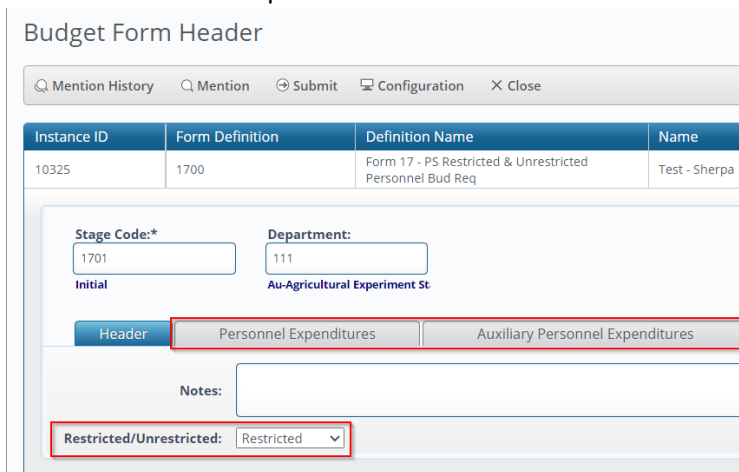 Budget Form Header
Mention History Mention Submit Configuration Close
Instance ID Form Definition Definition Name Name
10325 1700 Form 17 - PS Restricted & Unrestricted Personnel Bud Req Test - Sherpa
Stage Code:* Department:
1701 111
Initial Au-Agricultural Experiment St
Header Personnel Expenditures Auxiliary Personnel Expenditures
Notes:
Restricted/Unrestricted: Restricted